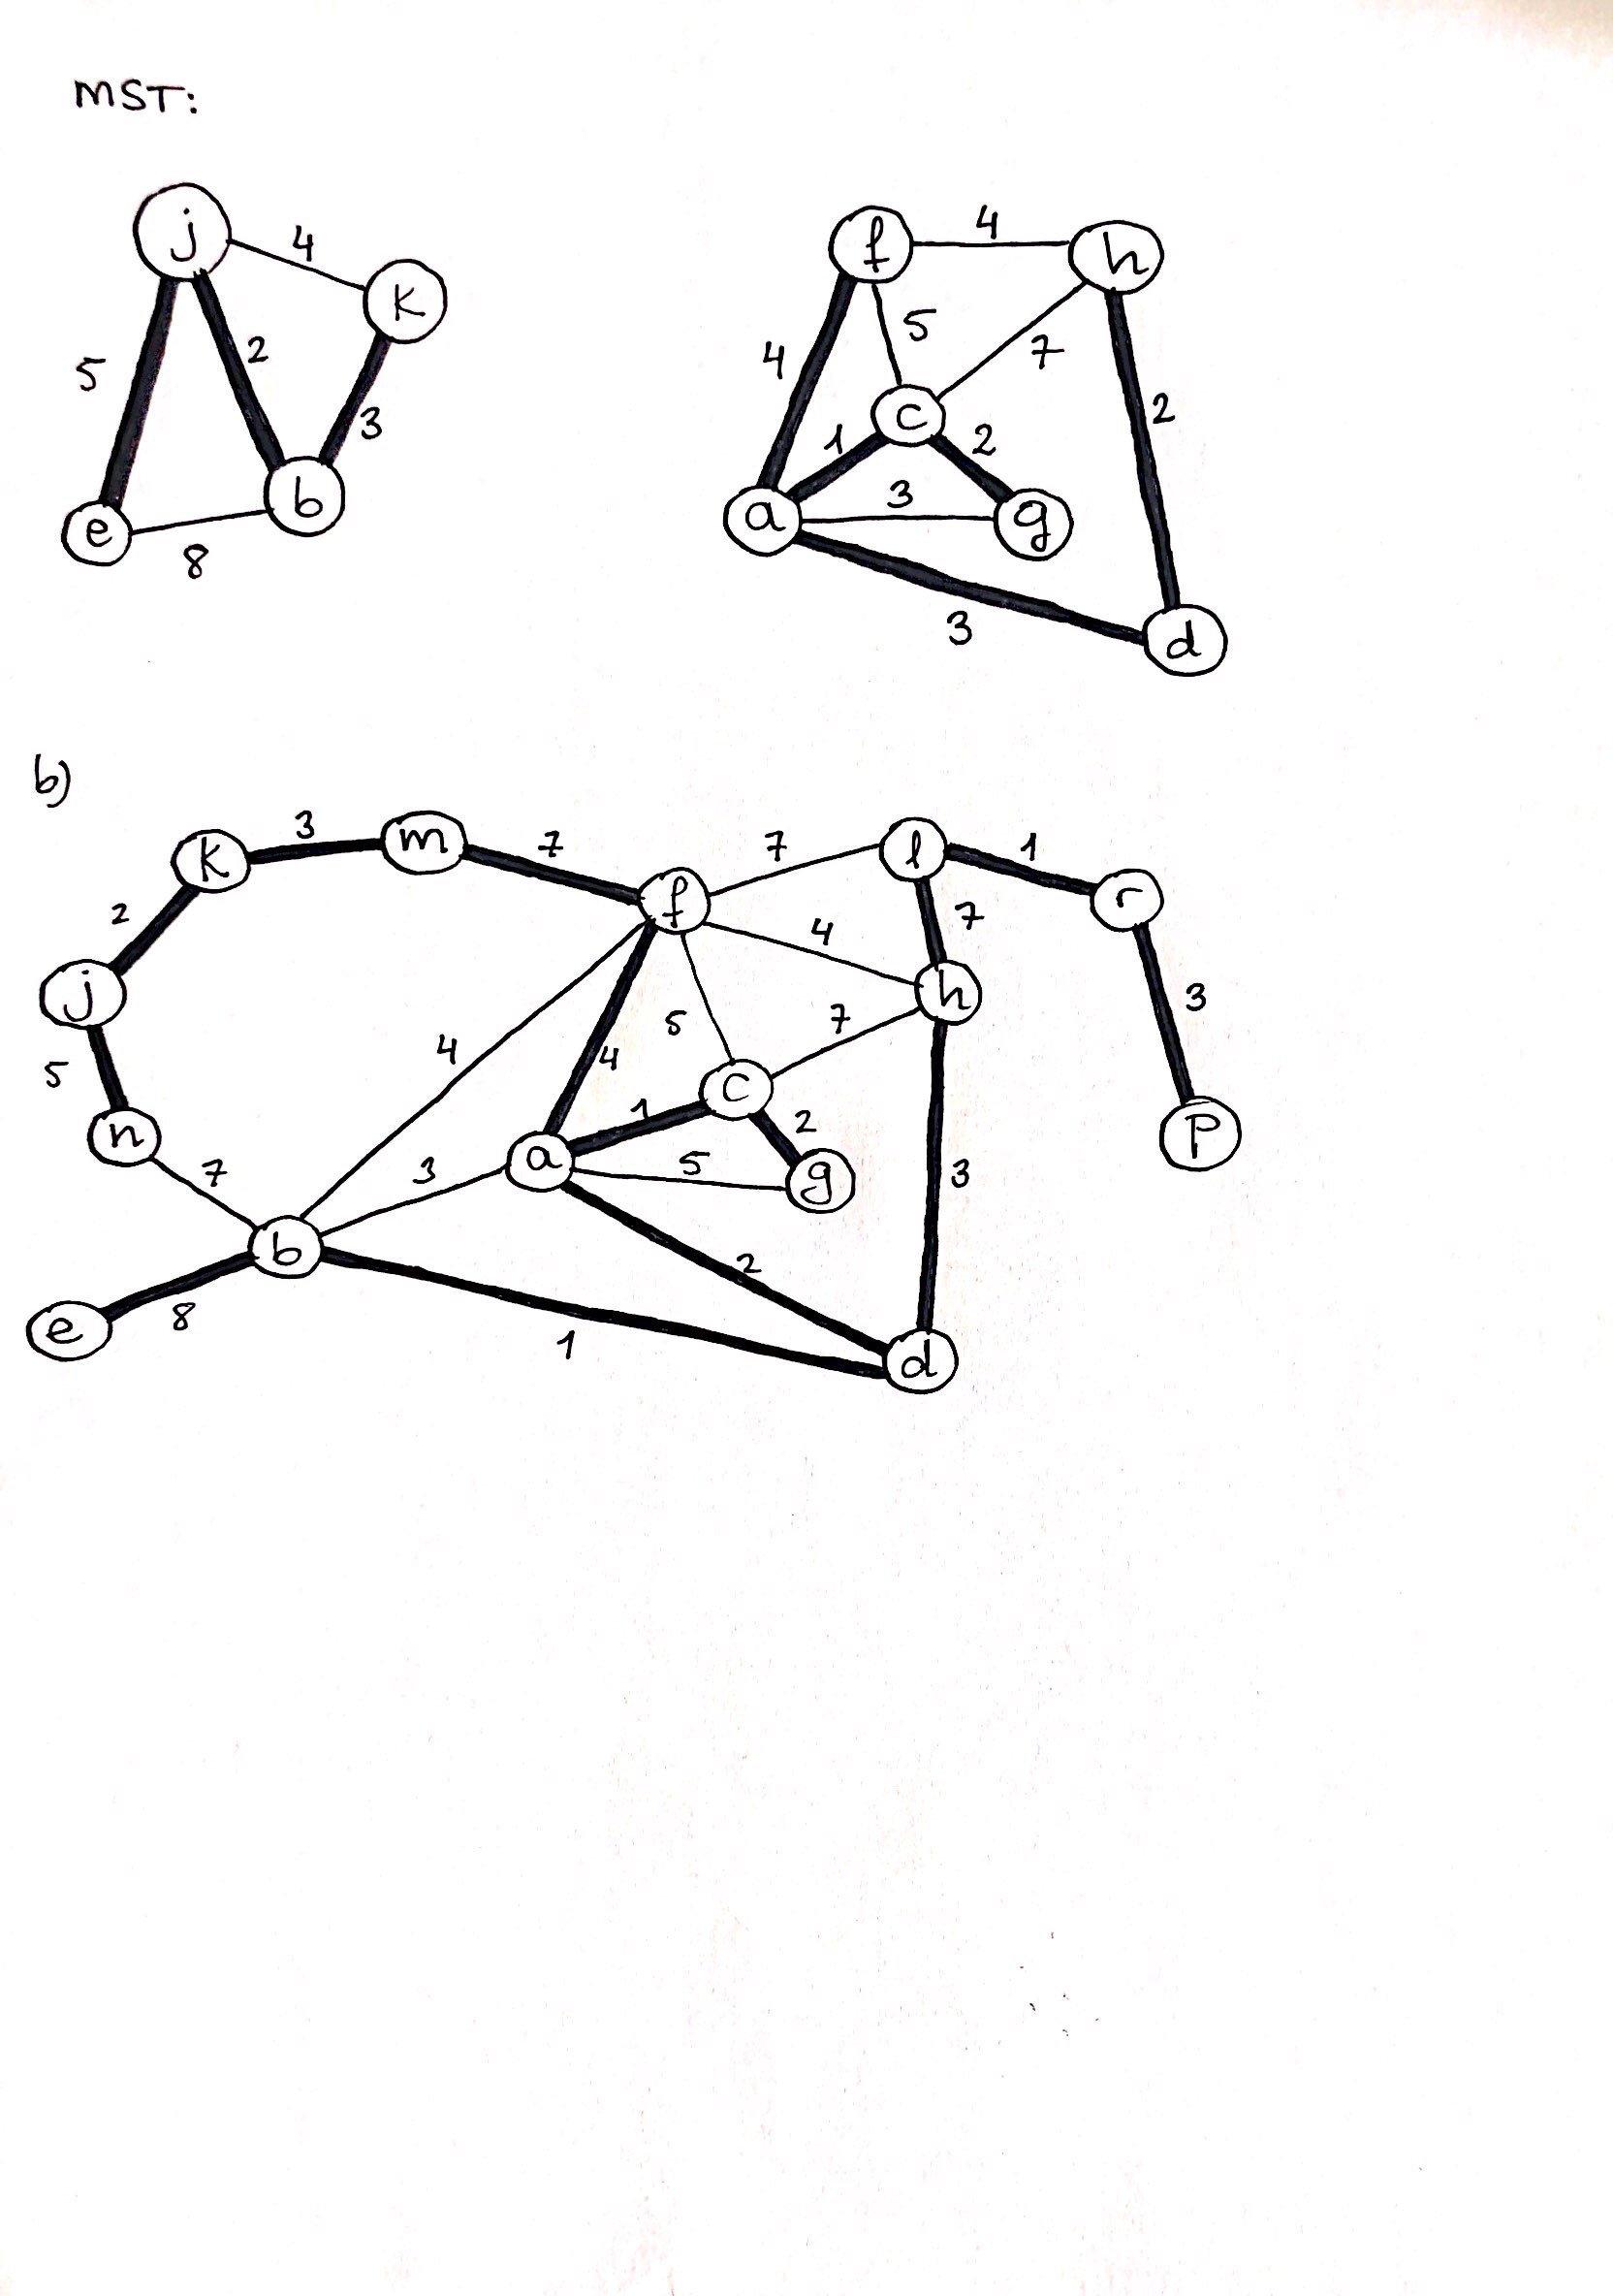 MST:
j 4 k
5 2 3
e 8 b
f 4 h
4 5 7 2
c
1 2
a 3 g
3 d
b)
k 3 m 7 f 7 l 1 r
2 4 7
j 4 5 7 h 3
5 4 c
n 1 2 P
7 3 a 5 g 3
b 2
e 8 1 d